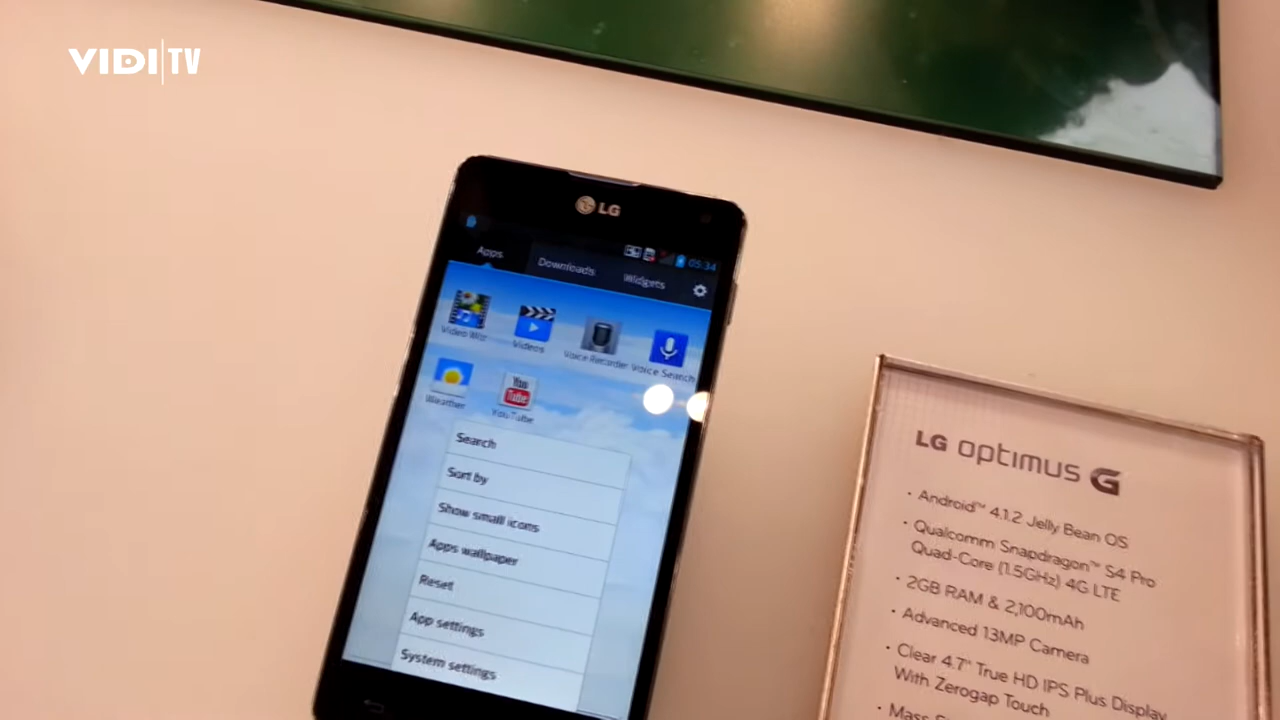 VIDI TV
LG
05:34
Apps Downloads Widgets
Video Wiz Videos Voice Recorder Voice Search
You
Tube
Weather YouTube
Search
Sort by
Show small icons
Apps wallpaper
Reset
App settings
System settings
LG optimus G
· Android™ 4.1.2 Jelly Bean OS
· Qualcomm Snapdragon™ S4 Pro
Quad-Core (1.5GHz) 4G LTE
· 2GB RAM & 2,100mAh
· Advanced 13MP Camera
· Clear 4.7" True HD IPS Plus Display
With Zerogap Touch
· Mass